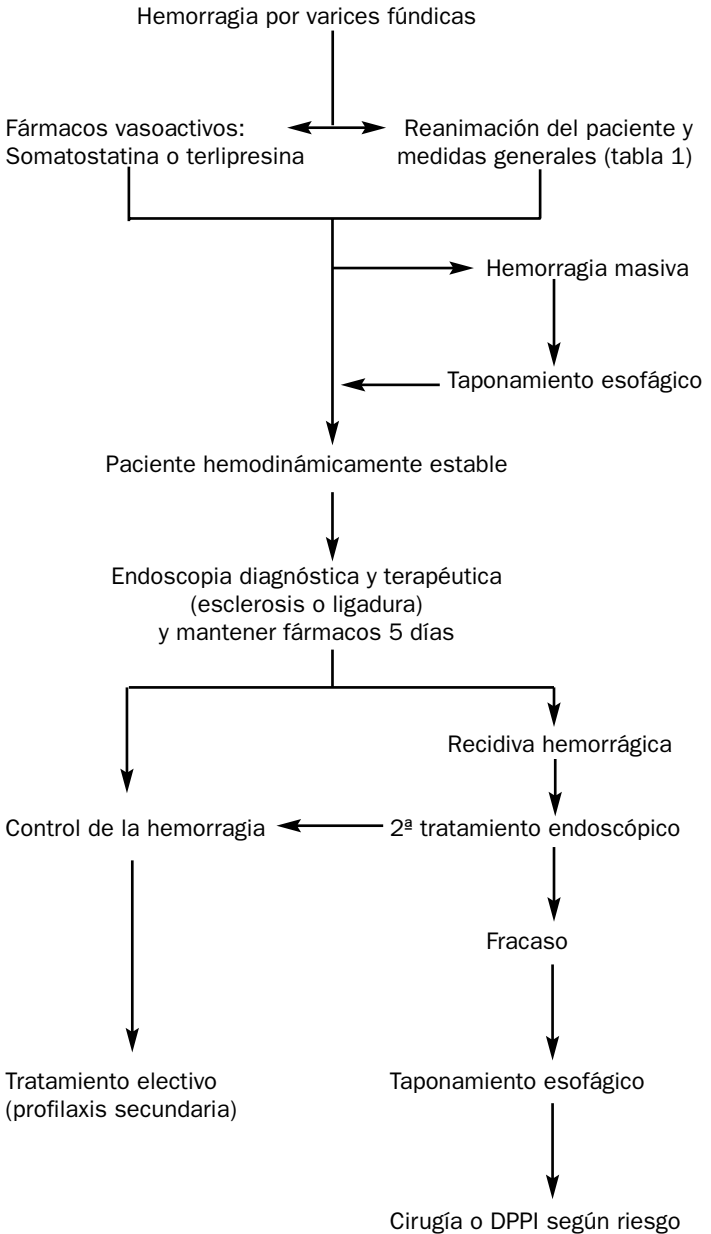 Hemorragia por varices fúndicas
Fármacos vasoactivos:
Somatostatina o terlipresina
Reanimación del paciente y
medidas generales (tabla 1)
Hemorragia masiva
Taponamiento esofágico
Paciente hemodinámicamente estable
Endoscopia diagnóstica y terapéutica
(esclerosis o ligadura)
y mantener fármacos 5 días
Recidiva hemorrágica
Control de la hemorragia
2ª tratamiento endoscópico
Fracaso
Tratamiento electivo
(profilaxis secundaria)
Taponamiento esofágico
Cirugía o DPPI según riesgo